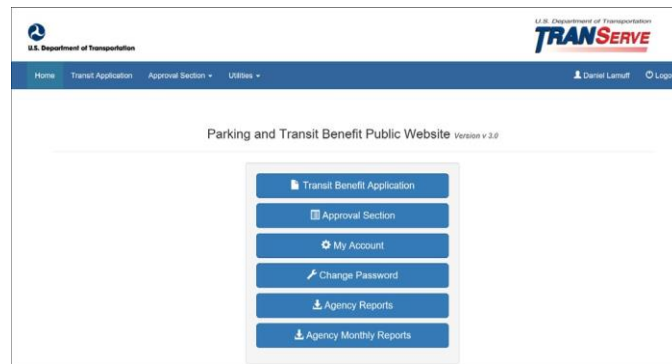 U.S. Department of Transportation
U.S. Department of Transportation
TRANSERVE
Home Transit Application Approval Section Utilities Daniel Lamuff Logo
Parking and Transit Benefit Public Website Version v 3.0
Transit Benefit Application
Approval Section
My Account
Change Password
Agency Reports
Agency Monthly Reports